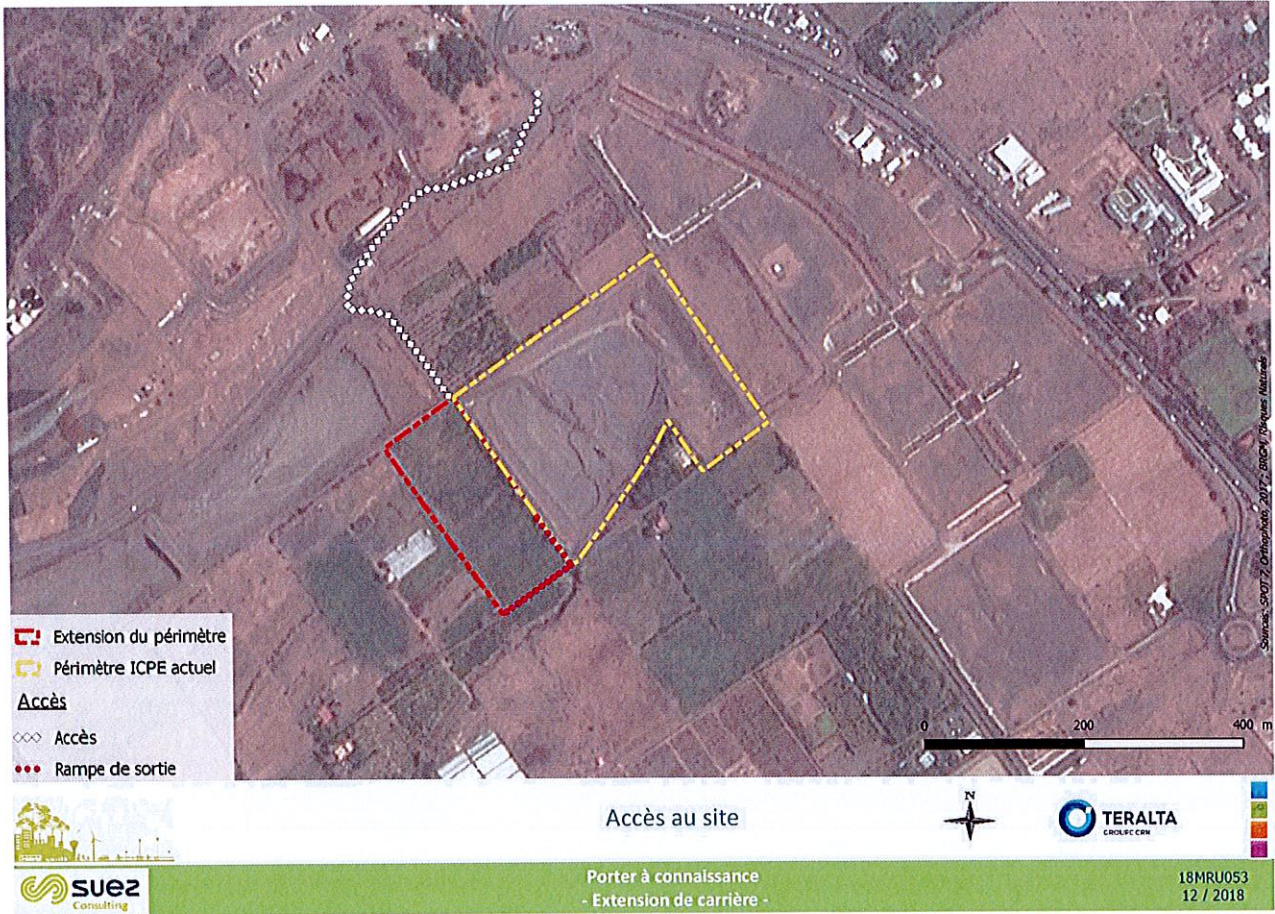 Sources: SPOT 7, Orthophoto, 2017 ; BRGM, Risques Naturels
Extension du périmètre
Périmètre ICPE actuel
Accès
Accès
Rampe de sortie
0 200 400 m
Accès au site
N
TERALTA
GROUPE CRH
suez
Consulting
Porter à connaissance
- Extension de carrière -
18MRU053
12 / 2018